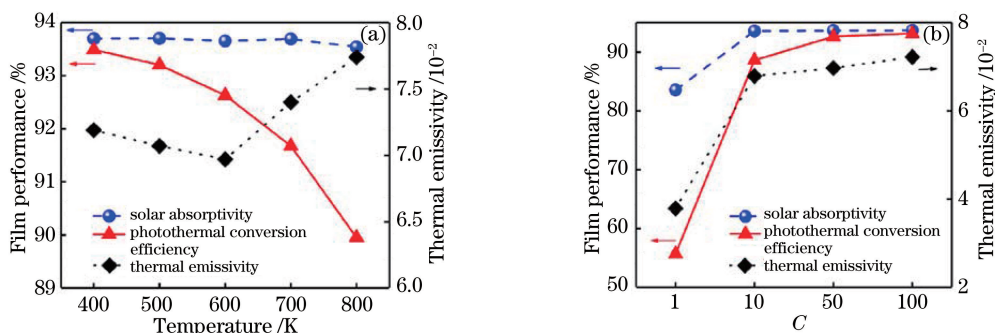 94
93
92
91
90
89
Film performance /%
(a)
8.0
7.5
7.0
6.5
6.0
Thermal emissivity /10⁻²
solar absorptivity
photothermal conversion
efficiency
thermal emissivity
400 500 600 700 800
Temperature /K
90
80
70
60
50
Film performance /%
(b)
8
6
4
2
Thermal emissivity /10⁻²
solar absorptivity
photothermal conversion
efficiency
thermal emissivity
1 10 50 100
C